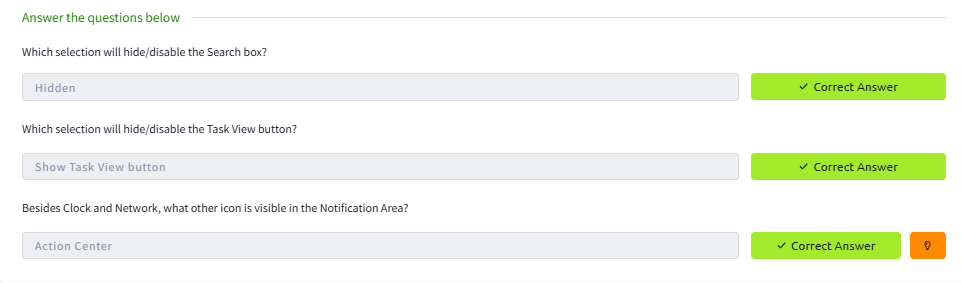 Answer the questions below
Which selection will hide/disable the Search box?
Hidden
Correct Answer
Which selection will hide/disable the Task View button?
Show Task View button
Correct Answer
Besides Clock and Network, what other icon is visible in the Notification Area?
Action Center
Correct Answer